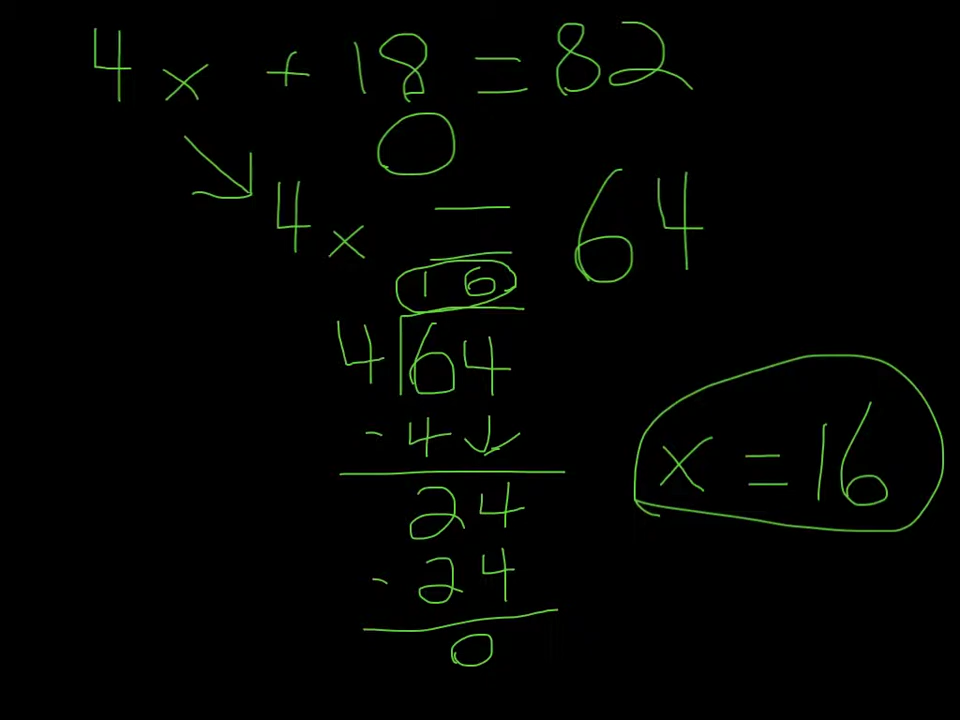 4x + 18 = 82
0
4x = 64
16
4 64
- 4
24
- 24
0
x = 16